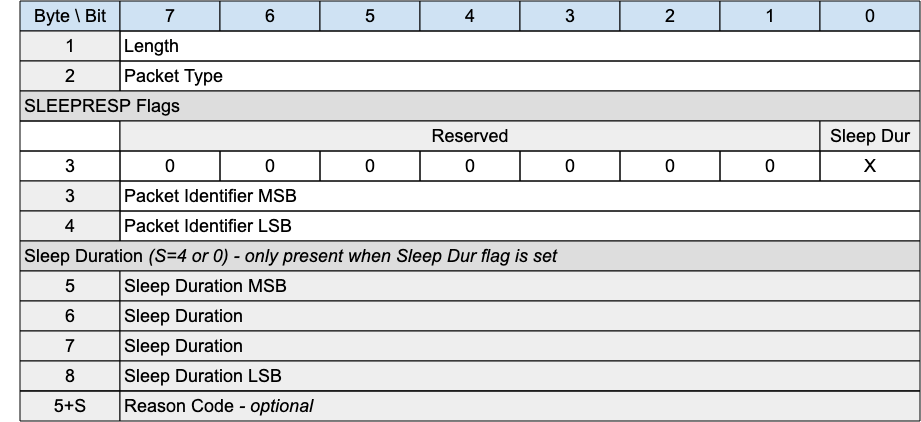 Byte \ Bit 7 6 5 4 3 2 1 0
1 Length
2 Packet Type
SLEEPRESP Flags
Reserved Sleep Dur
3 0 0 0 0 0 0 0 X
3 Packet Identifier MSB
4 Packet Identifier LSB
Sleep Duration (S=4 or 0) - only present when Sleep Dur flag is set
5 Sleep Duration MSB
6 Sleep Duration
7 Sleep Duration
8 Sleep Duration LSB
5+S Reason Code - optional